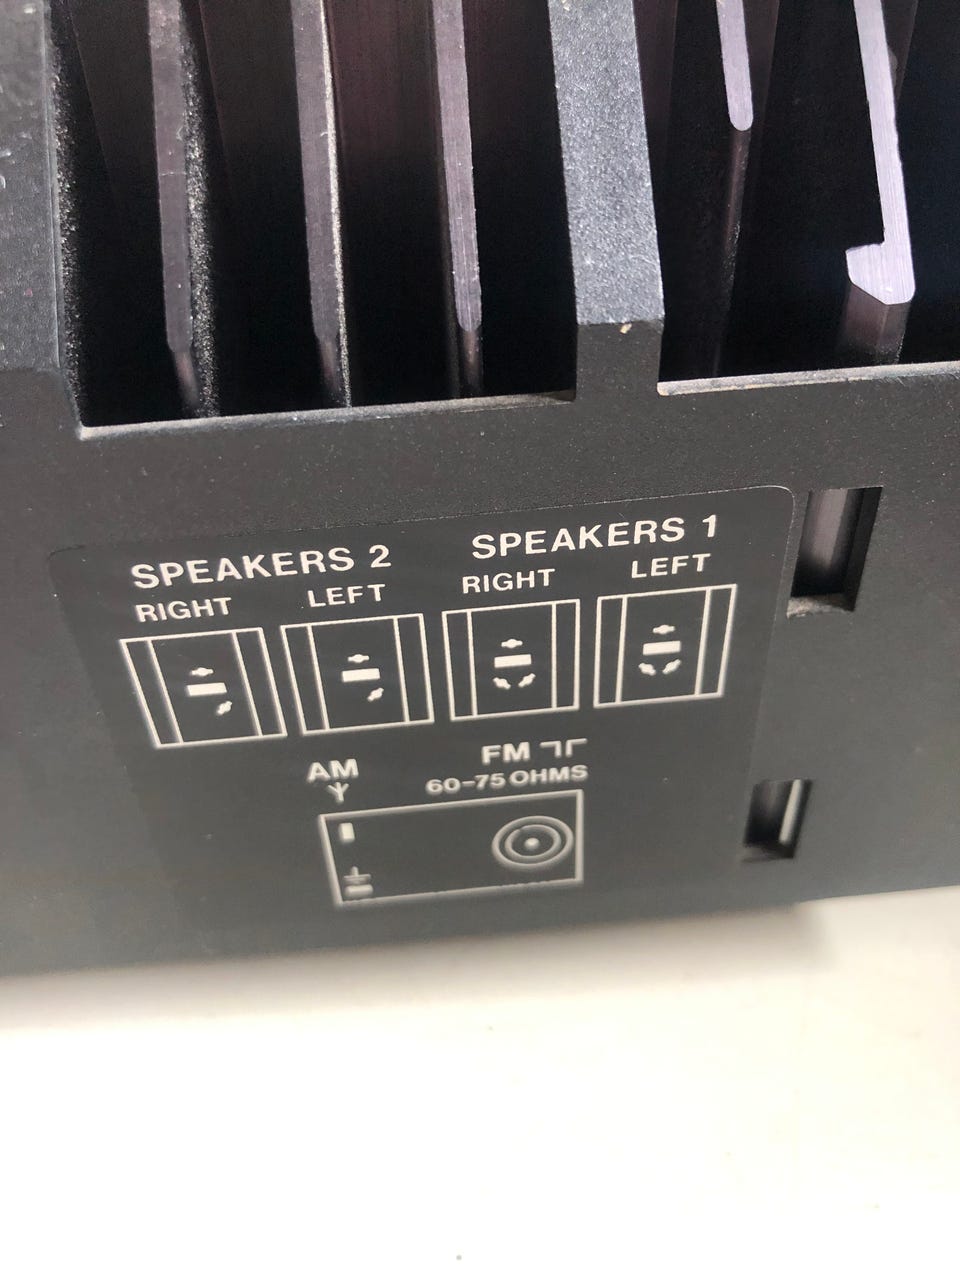 SPEAKERS 2
RIGHT LEFT
SPEAKERS 1
RIGHT LEFT
AM
FM
60-75 OHMS